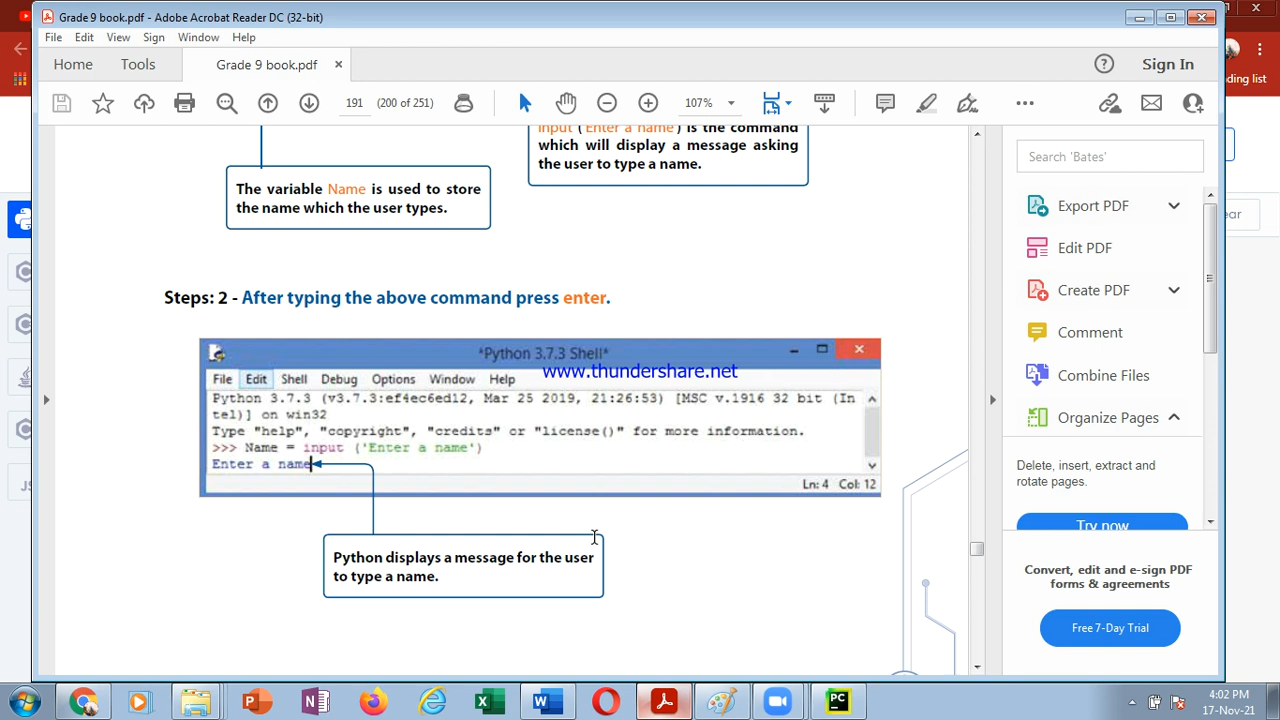 Grade 9 book.pdf - Adobe Acrobat Reader DC (32-bit)
File Edit View Sign Window Help
Home Tools Grade 9 book.pdf × Sign In
191 (200 of 251) 107%
ding list
Input ('Enter a name') is the command
which will display a message asking
the user to type a name.
The variable Name is used to store
the name which the user types.
Steps: 2 - After typing the above command press enter.
*Python 3.7.3 Shell*
www.thundershare.net
File Edit Shell Debug Options Window Help
Python 3.7.3 (v3.7.3:ef4ec6ed12, Mar 25 2019, 21:26:53) [MSC v.1916 32 bit (In
tel)] on win32
Type "help", "copyright", "credits" or "license()" for more information.
>>> Name = input ('Enter a name')
Enter a name
Ln: 4 Col: 12
Python displays a message for the user
to type a name.
Search 'Bates'
Export PDF
Edit PDF
Create PDF
Comment
Combine Files
Organize Pages
Delete, insert, extract and
rotate pages.
Try now
Convert, edit and e-sign PDF
forms & agreements
Free 7-Day Trial
ear
JS
4:02 PM
17-Nov-21